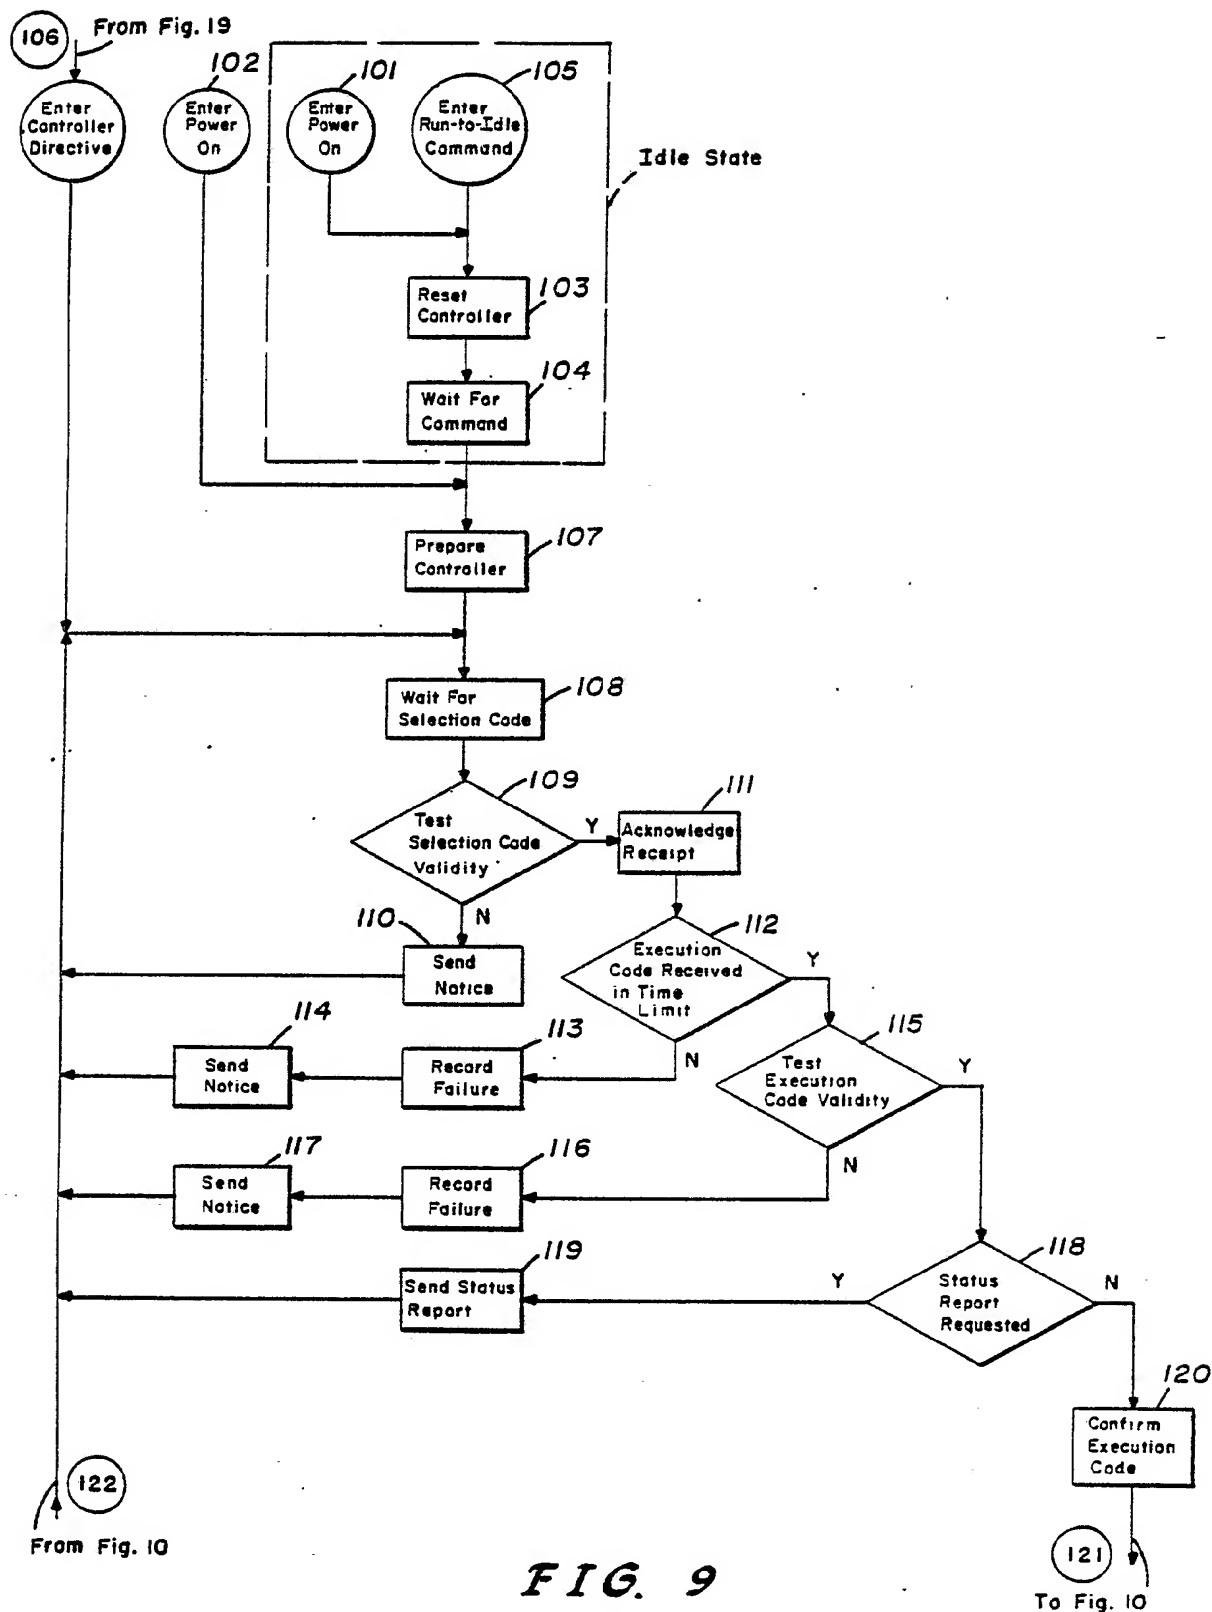 106
From Fig. 19
Enter
Controller
Directive
102
Enter
Power
On
101
Enter
Power
On
105
Enter
Run-to-Idle
Command
Idle State
Reset
Controller
103
Wait For
Command
104
Prepare
Controller
107
Wait For
Selection Code
108
109
Test
Selection Code
Validity
Y
N
111
Acknowledge
Receipt
110
Send
Notice
112
Execution
Code Received
in Time
Limit
Y
N
114
Send
Notice
113
Record
Failure
115
Test
Execution
Code Validity
Y
N
117
Send
Notice
116
Record
Failure
118
Status
Report
Requested
Y
N
119
Send Status
Report
120
Confirm
Execution
Code
122
From Fig. 10
121
To Fig. 10
FIG. 9